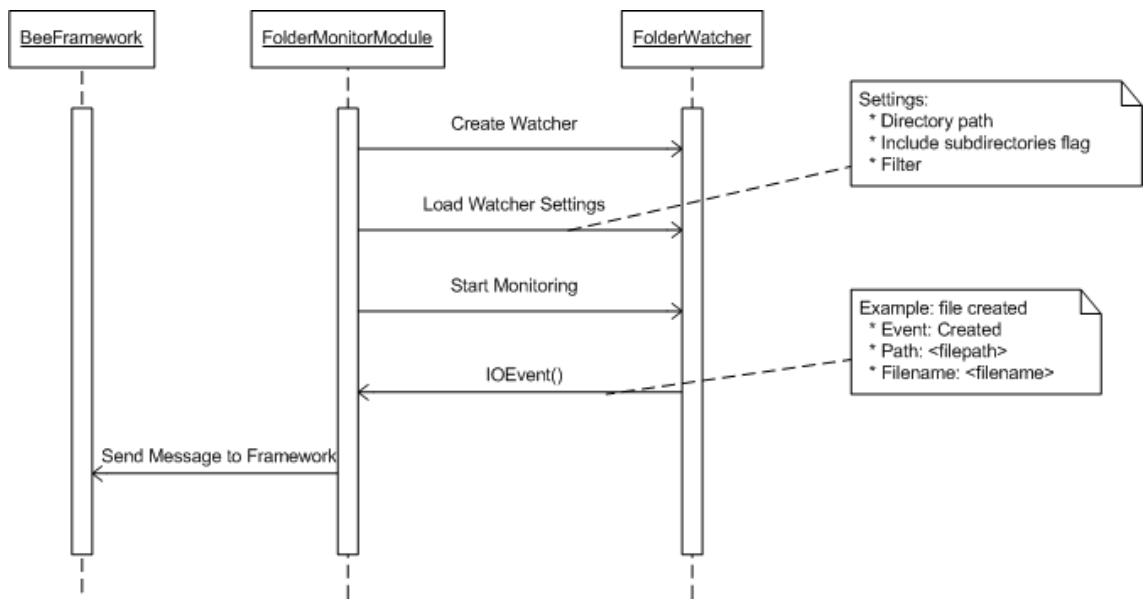 BeeFramework
FolderMonitorModule
FolderWatcher
Settings:
* Directory path
* Include subdirectories flag
* Filter
Create Watcher
Load Watcher Settings
Start Monitoring
Example: file created
* Event: Created
* Path: <filepath>
* Filename: <filename>
IOEvent()
Send Message to Framework